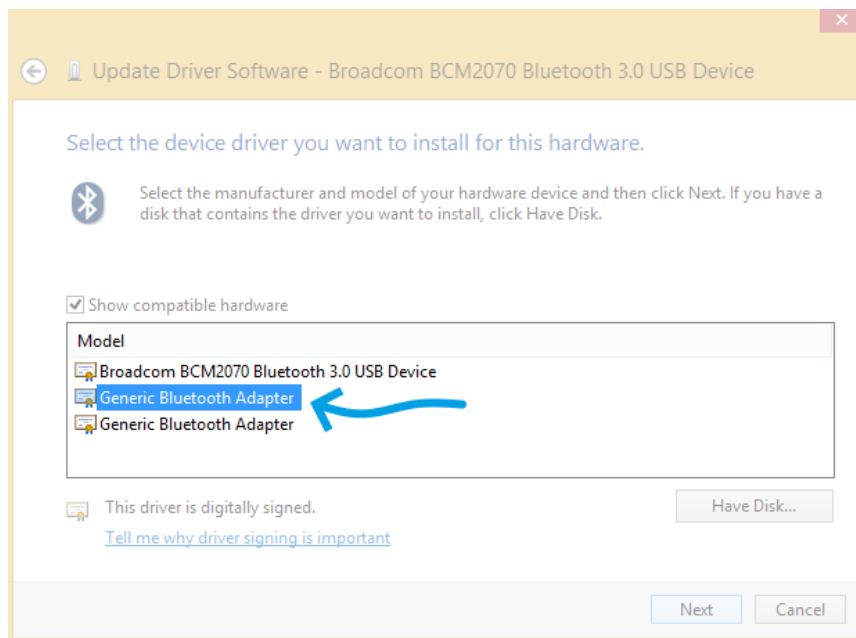 Update Driver Software - Broadcom BCM2070 Bluetooth 3.0 USB Device
Select the device driver you want to install for this hardware.
Select the manufacturer and model of your hardware device and then click Next. If you have a
disk that contains the driver you want to install, click Have Disk.
Show compatible hardware
Model
Broadcom BCM2070 Bluetooth 3.0 USB Device
Generic Bluetooth Adapter
Generic Bluetooth Adapter
This driver is digitally signed.
Have Disk...
Tell me why driver signing is important
Next
Cancel